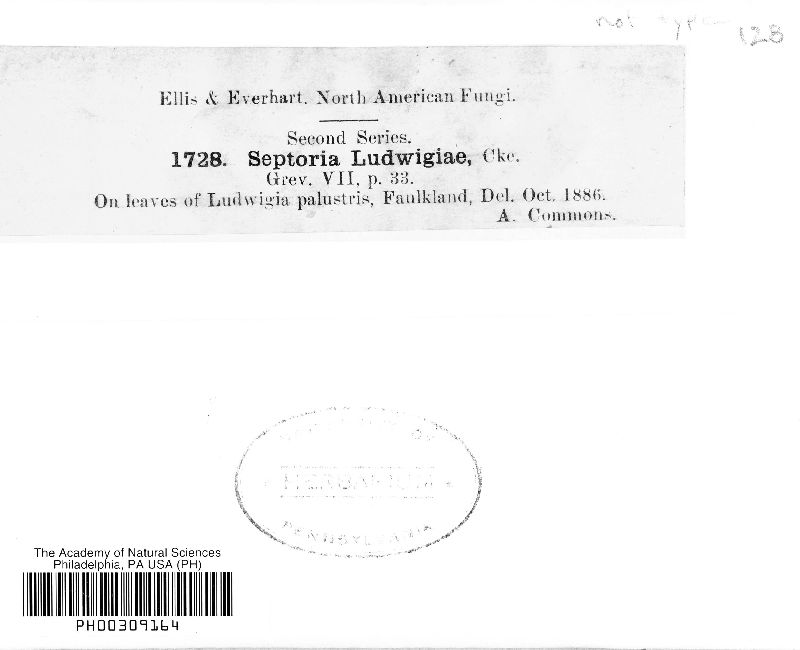 not type
128
Ellis & Everhart. North American Fungi.
Second Series.
1728. Septoria Ludwigiae, Cke.
Grev. VII, p. 33.
On leaves of Ludwigia palustris, Faulkland, Del. Oct. 1886.
A. Commons.
OF
HERBARIUM
PENNSYLVANIA
The Academy of Natural Sciences
Philadelphia, PA USA (PH)
PH00309164